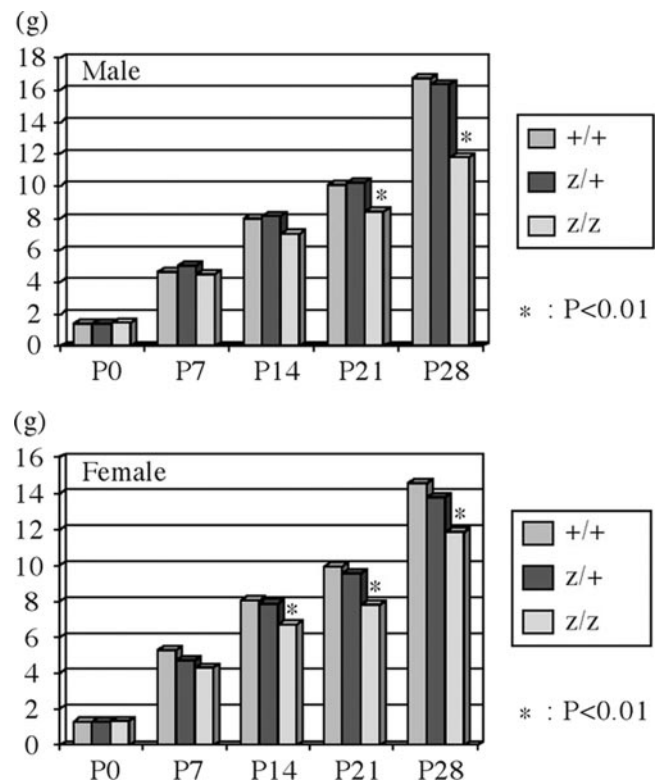 (g)
18
16
14
12
10
8
6
4
2
0
Male
*
*
P0 P7 P14 P21 P28
+/+
z/+
z/z
* : P<0.01
(g)
16
14
12
10
8
6
4
2
0
Female
*
*
*
P0 P7 P14 P21 P28
+/+
z/+
z/z
* : P<0.01